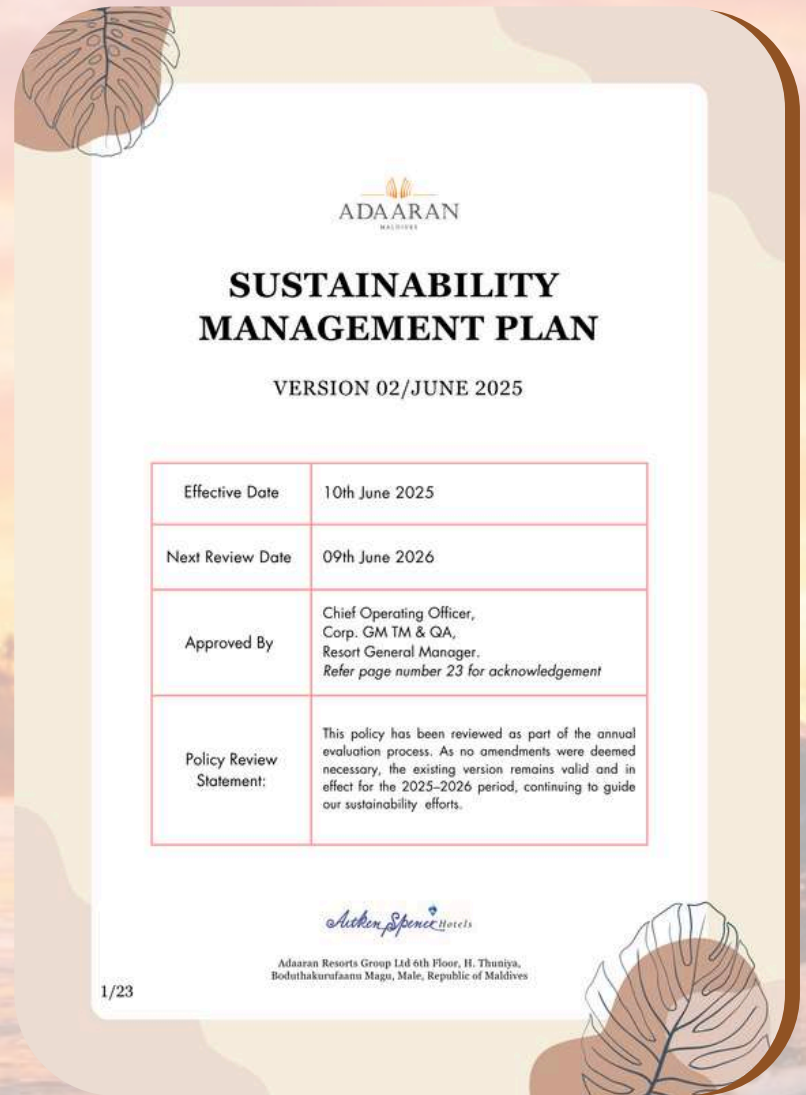 ADAARAN
MALDIVES
SUSTAINABILITY
MANAGEMENT PLAN
VERSION 02/JUNE 2025
Effective Date
10th June 2025
Next Review Date
09th June 2026
Approved By
Chief Operating Officer,
Corp. GM TM & QA,
Resort General Manager.
Refer page number 23 for acknowledgement
Policy Review
Statement:
This policy has been reviewed as part of the annual
evaluation process. As no amendments were deemed
necessary, the existing version remains valid and in
effect for the 2025–2026 period, continuing to guide
our sustainability efforts.
Aitken Spence Hotels
Adaaran Resorts Group Ltd 6th Floor, H. Thuniya,
Boduthakurufaanu Magu, Male, Republic of Maldives
1/23